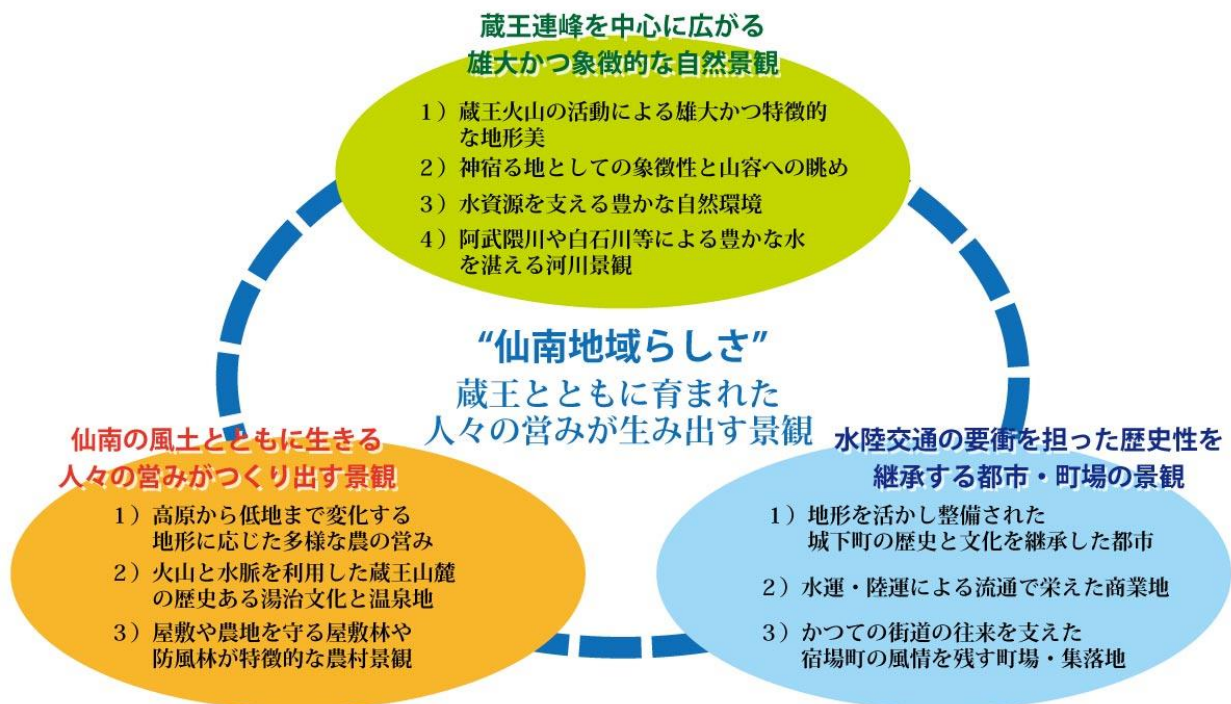 蔵王連峰を中心に広がる
雄大かつ象徴的な自然景観
1）蔵王火山の活動による雄大かつ特徴的
な地形美
2）神宿る地としての象徴性と山容への眺め
3）水資源を支える豊かな自然環境
4）阿武隈川や白石川等による豊かな水
を湛える河川景観
“仙南地域らしさ”
蔵王とともに育まれた
人々の営みが生み出す景観
仙南の風土とともに生きる
人々の営みがつくり出す景観
1）高原から低地まで変化する
地形に応じた多様な農の営み
2）火山と水脈を利用した蔵王山麓
の歴史ある湯治文化と温泉地
3）屋敷や農地を守る屋敷林や
防風林が特徴的な農村景観
水陸交通の要衝を担った歴史性を
継承する都市・町場の景観
1）地形を活かし整備された
城下町の歴史と文化を継承した都市
2）水運・陸運による流通で栄えた商業地
3）かつての街道の往来を支えた
宿場町の風情を残す町場・集落地